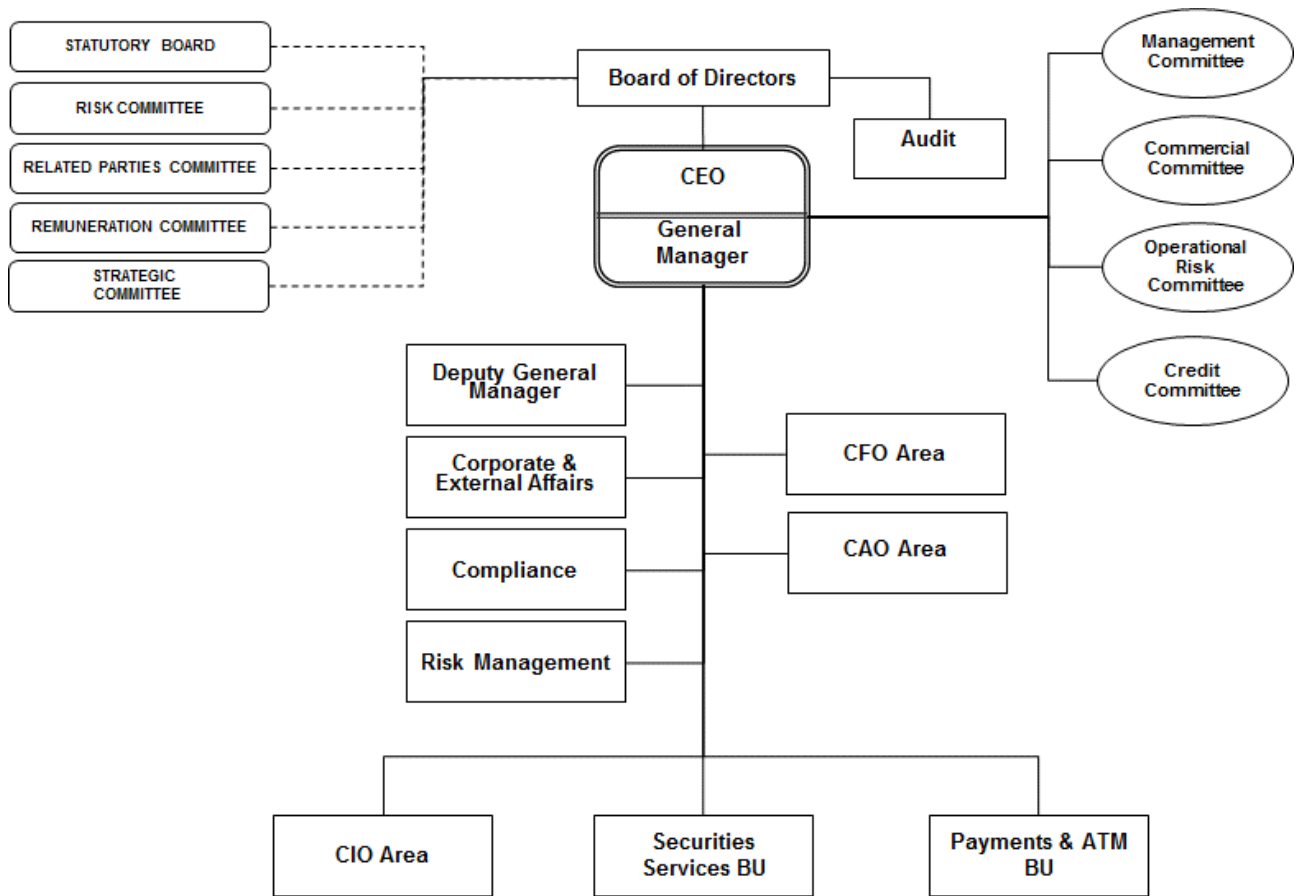 STATUTORY BOARD
RISK COMMITTEE
RELATED PARTIES COMMITTEE
REMUNERATION COMMITTEE
STRATEGIC
COMMITTEE
Board of Directors
Audit
CEO
General
Manager
Management
Committee
Commercial
Committee
Operational
Risk
Committee
Credit
Committee
Deputy General
Manager
Corporate &
External Affairs
Compliance
Risk Management
CFO Area
CAO Area
CIO Area
Securities
Services BU
Payments & ATM
BU